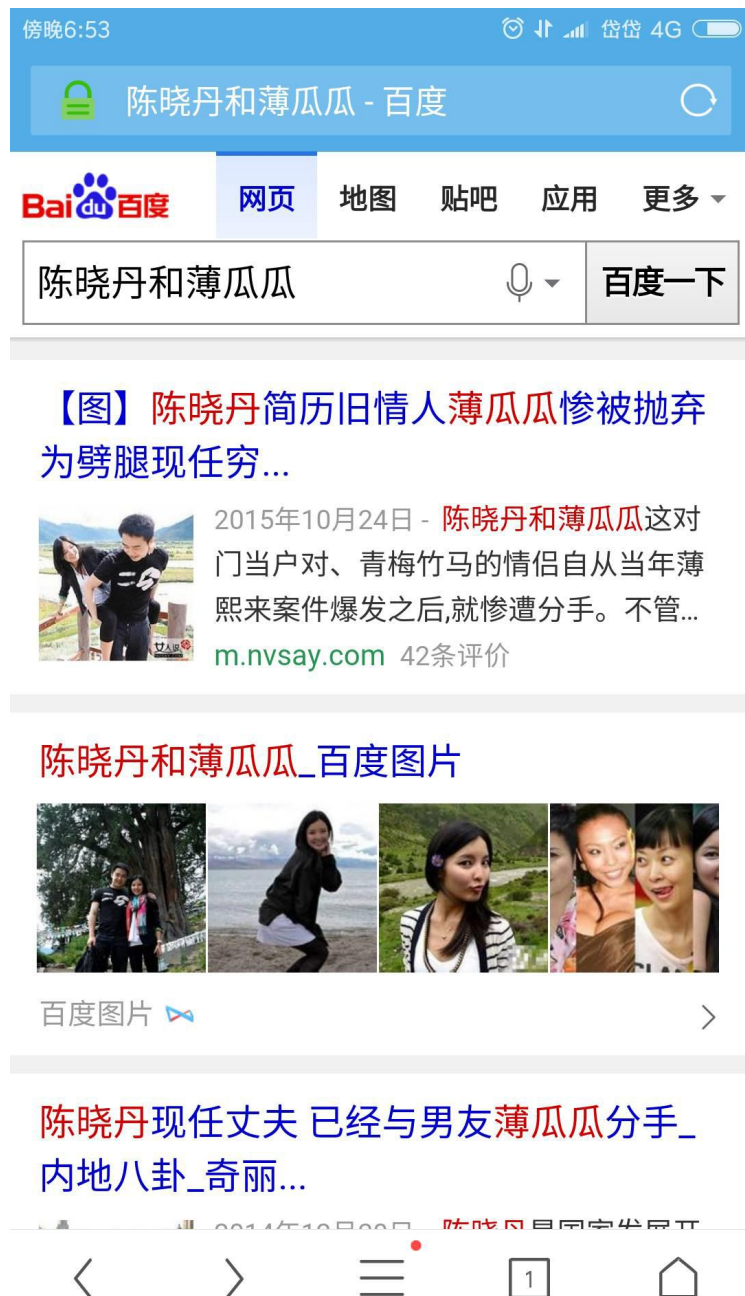 傍晚6:53
岱岱 4G
陈晓丹和薄瓜瓜 - 百度
Bai du 百度 网页 地图 贴吧 应用 更多
陈晓丹和薄瓜瓜 百度一下
【图】陈晓丹简历旧情人薄瓜瓜惨被抛弃
为劈腿现任穷...
2015年10月24日 - 陈晓丹和薄瓜瓜这对
门当户对、青梅竹马的情侣自从当年薄
熙来案件爆发之后,就惨遭分手。不管...
女人说
m.nvsay.com 42条评价
陈晓丹和薄瓜瓜_百度图片
百度图片
陈晓丹现任丈夫 已经与男友薄瓜瓜分手_
内地八卦_奇丽...
1